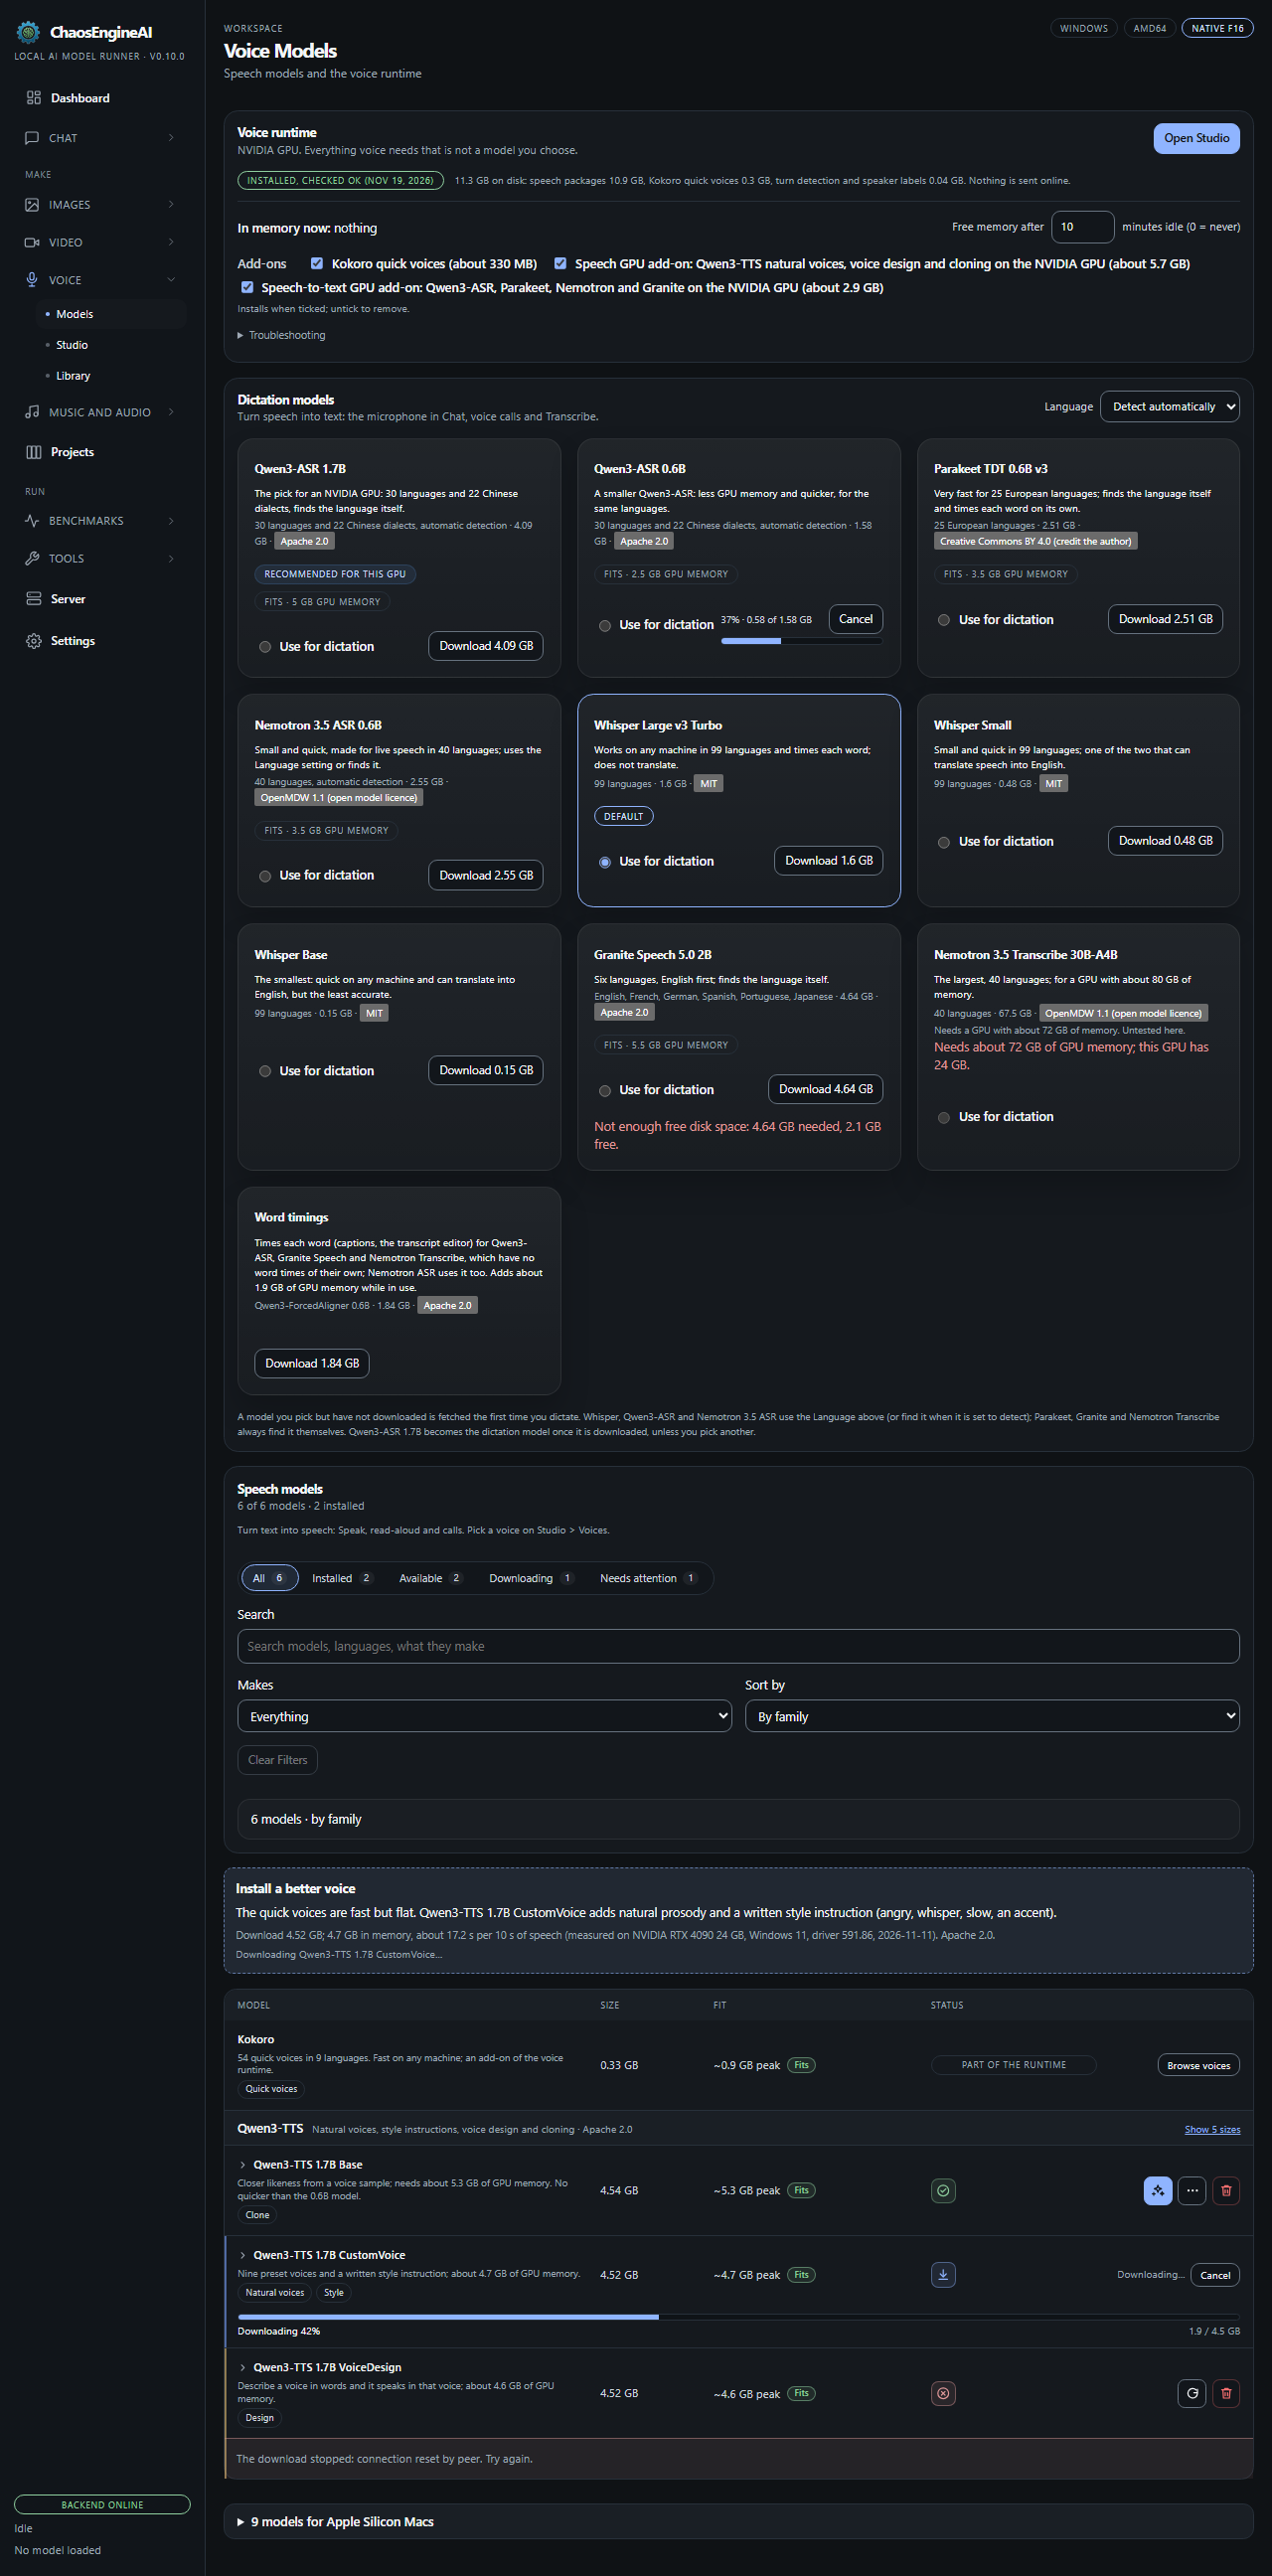 ChaosEngineAI
LOCAL AI MODEL RUNNER · V0.10.0
Dashboard
CHAT
MAKE
IMAGES
VIDEO
VOICE
Models
Studio
Library
MUSIC AND AUDIO
Projects
RUN
BENCHMARKS
TOOLS
Server
Settings
BACKEND ONLINE
Idle
No model loaded
WORKSPACE
Voice Models
Speech models and the voice runtime
WINDOWS
AMD64
NATIVE F16
Voice runtime
NVIDIA GPU. Everything voice needs that is not a model you choose.
Open Studio
INSTALLED, CHECKED OK (NOV 19, 2026)
11.3 GB on disk: speech packages 10.9 GB, Kokoro quick voices 0.3 GB, turn detection and speaker labels 0.04 GB. Nothing is sent online.
In memory now: nothing
Free memory after 10 minutes idle (0 = never)
Add-ons
Kokoro quick voices (about 330 MB)
Speech GPU add-on: Qwen3-TTS natural voices, voice design and cloning on the NVIDIA GPU (about 5.7 GB)
Speech-to-text GPU add-on: Qwen3-ASR, Parakeet, Nemotron and Granite on the NVIDIA GPU (about 2.9 GB)
Installs when ticked; untick to remove.
Troubleshooting
Dictation models
Turn speech into text: the microphone in Chat, voice calls and Transcribe.
Language
Detect automatically
Qwen3-ASR 1.7B
The pick for an NVIDIA GPU: 30 languages and 22 Chinese
dialects, finds the language itself.
30 languages and 22 Chinese dialects, automatic detection · 4.09
GB · Apache 2.0
RECOMMENDED FOR THIS GPU
FITS · 5 GB GPU MEMORY
Use for dictation
Download 4.09 GB
Qwen3-ASR 0.6B
A smaller Qwen3-ASR: less GPU memory and quicker, for the
same languages.
30 languages and 22 Chinese dialects, automatic detection · 1.58
GB · Apache 2.0
FITS · 2.5 GB GPU MEMORY
Use for dictation
37% · 0.58 of 1.58 GB
Cancel
Parakeet TDT 0.6B v3
Very fast for 25 European languages; finds the language itself
and times each word on its own.
25 European languages · 2.51 GB ·
Creative Commons BY 4.0 (credit the author)
FITS · 3.5 GB GPU MEMORY
Use for dictation
Download 2.51 GB
Nemotron 3.5 ASR 0.6B
Small and quick, made for live speech in 40 languages; uses the
Language setting or finds it.
40 languages, automatic detection · 2.55 GB ·
OpenMDW 1.1 (open model licence)
FITS · 3.5 GB GPU MEMORY
Use for dictation
Download 2.55 GB
Whisper Large v3 Turbo
Works on any machine in 99 languages and times each word;
does not translate.
99 languages · 1.6 GB · MIT
DEFAULT
Use for dictation
Download 1.6 GB
Whisper Small
Small and quick in 99 languages; one of the two that can
translate speech into English.
99 languages · 0.48 GB · MIT
Use for dictation
Download 0.48 GB
Whisper Base
The smallest: quick on any machine and can translate into
English, but the least accurate.
99 languages · 0.15 GB · MIT
Use for dictation
Download 0.15 GB
Granite Speech 5.0 2B
Six languages, English first; finds the language itself.
English, French, German, Spanish, Portuguese, Japanese · 4.64 GB ·
Apache 2.0
FITS · 5.5 GB GPU MEMORY
Use for dictation
Download 4.64 GB
Not enough free disk space: 4.64 GB needed, 2.1 GB
free.
Nemotron 3.5 Transcribe 30B-A4B
The largest, 40 languages; for a GPU with about 80 GB of
memory.
40 languages · 67.5 GB · OpenMDW 1.1 (open model licence)
Needs a GPU with about 72 GB of memory. Untested here.
Needs about 72 GB of GPU memory; this GPU has
24 GB.
Use for dictation
Word timings
Times each word (captions, the transcript editor) for Qwen3-
ASR, Granite Speech and Nemotron Transcribe, which have no
word times of their own; Nemotron ASR uses it too. Adds about
1.9 GB of GPU memory while in use.
Qwen3-ForcedAligner 0.6B · 1.84 GB · Apache 2.0
Download 1.84 GB
A model you pick but have not downloaded is fetched the first time you dictate. Whisper, Qwen3-ASR and Nemotron 3.5 ASR use the Language above (or find it when it is set to detect); Parakeet, Granite and Nemotron Transcribe
always find it themselves. Qwen3-ASR 1.7B becomes the dictation model once it is downloaded, unless you pick another.
Speech models
6 of 6 models · 2 installed
Turn text into speech: Speak, read-aloud and calls. Pick a voice on Studio > Voices.
All 6
Installed 2
Available 2
Downloading 1
Needs attention 1
Search
Search models, languages, what they make
Makes
Everything
Sort by
By family
Clear Filters
6 models · by family
Install a better voice
The quick voices are fast but flat. Qwen3-TTS 1.7B CustomVoice adds natural prosody and a written style instruction (angry, whisper, slow, an accent).
Download 4.52 GB; 4.7 GB in memory, about 17.2 s per 10 s of speech (measured on NVIDIA RTX 4090 24 GB, Windows 11, driver 591.86, 2026-11-11). Apache 2.0.
Downloading Qwen3-TTS 1.7B CustomVoice...
MODEL
SIZE
FIT
STATUS
Kokoro
54 quick voices in 9 languages. Fast on any machine; an add-on of the voice
runtime.
Quick voices
0.33 GB
~0.9 GB peak
Fits
PART OF THE RUNTIME
Browse voices
Qwen3-TTS
Natural voices, style instructions, voice design and cloning · Apache 2.0
Show 5 sizes
Qwen3-TTS 1.7B Base
Closer likeness from a voice sample; needs about 5.3 GB of GPU memory. No
quicker than the 0.6B model.
Clone
4.54 GB
~5.3 GB peak
Fits
Qwen3-TTS 1.7B CustomVoice
Nine preset voices and a written style instruction; about 4.7 GB of GPU memory.
Natural voices
Style
4.52 GB
~4.7 GB peak
Fits
Downloading...
Cancel
Downloading 42%
1.9 / 4.5 GB
Qwen3-TTS 1.7B VoiceDesign
Describe a voice in words and it speaks in that voice; about 4.6 GB of GPU
memory.
Design
4.52 GB
~4.6 GB peak
Fits
The download stopped: connection reset by peer. Try again.
9 models for Apple Silicon Macs